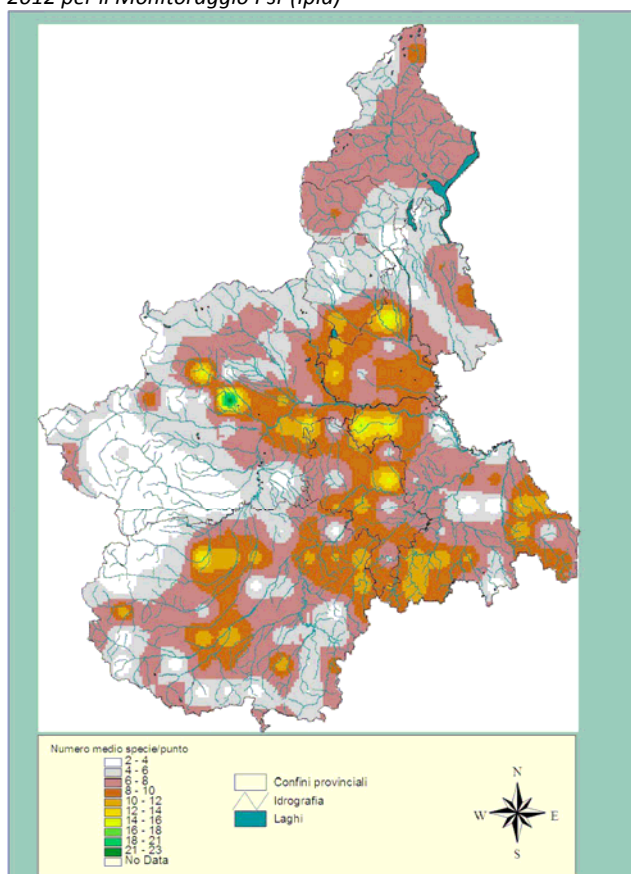 2012 per il Monitoraggio Psr (Ipla)
Numero medio specie/punto
2 - 4
4 - 6
6 - 8
8 - 10
10 - 12
12 - 14
14 - 16
16 - 18
18 - 21
21 - 23
No Data
Confini provinciali
Idrografia
Laghi
N
W
E
S